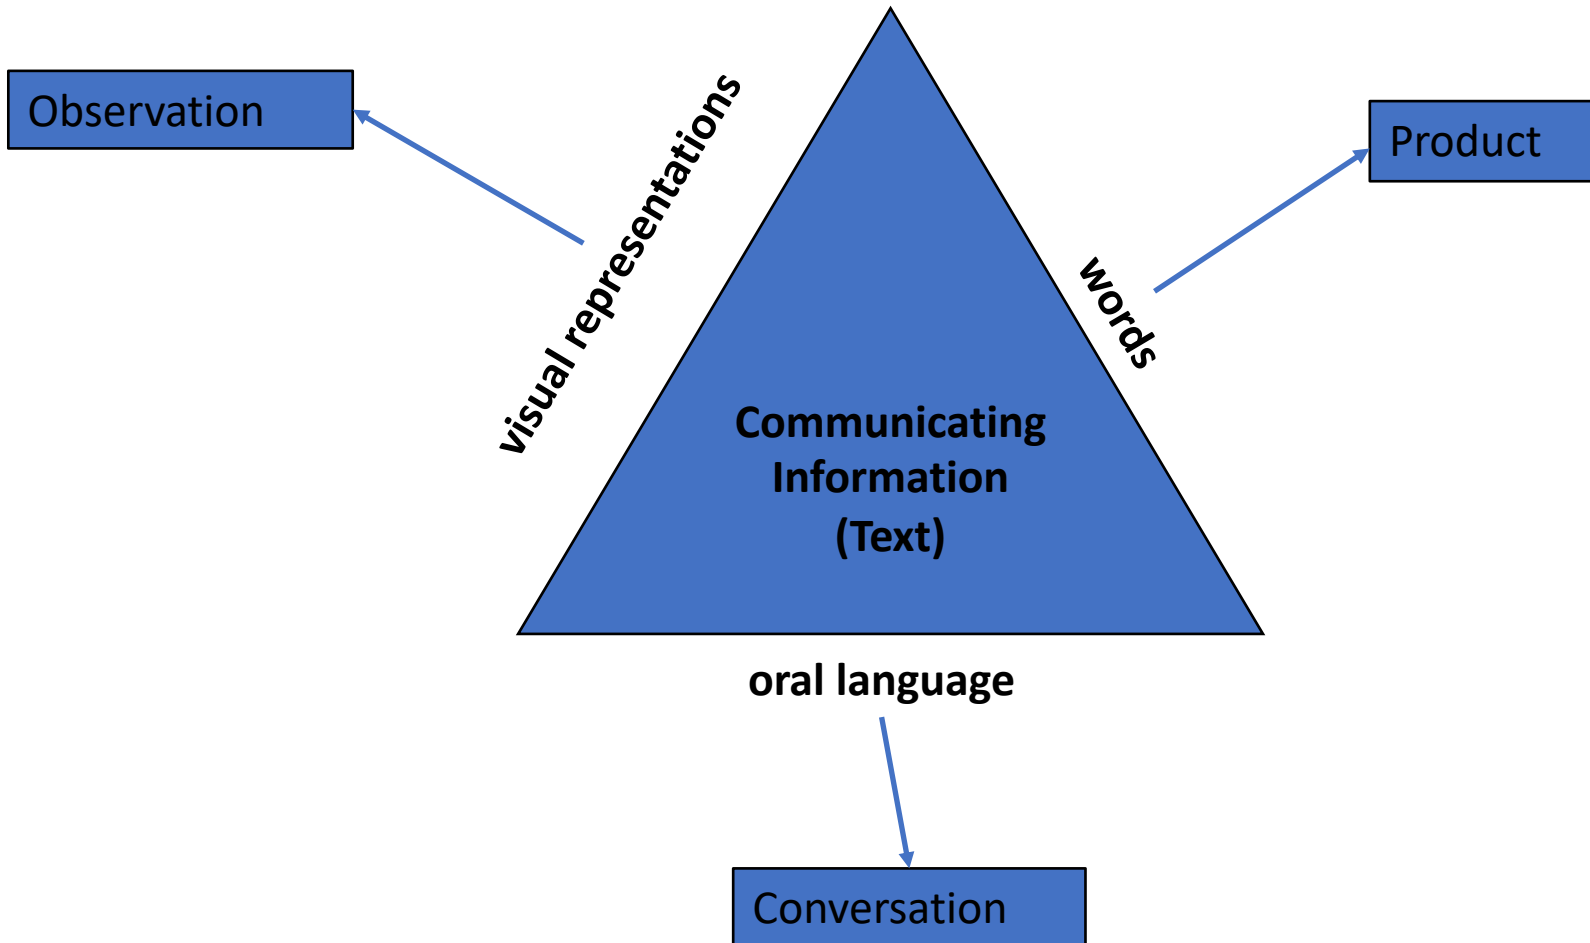 Observation
visual representations
Product
words
Communicating
Information
(Text)
oral language
Conversation